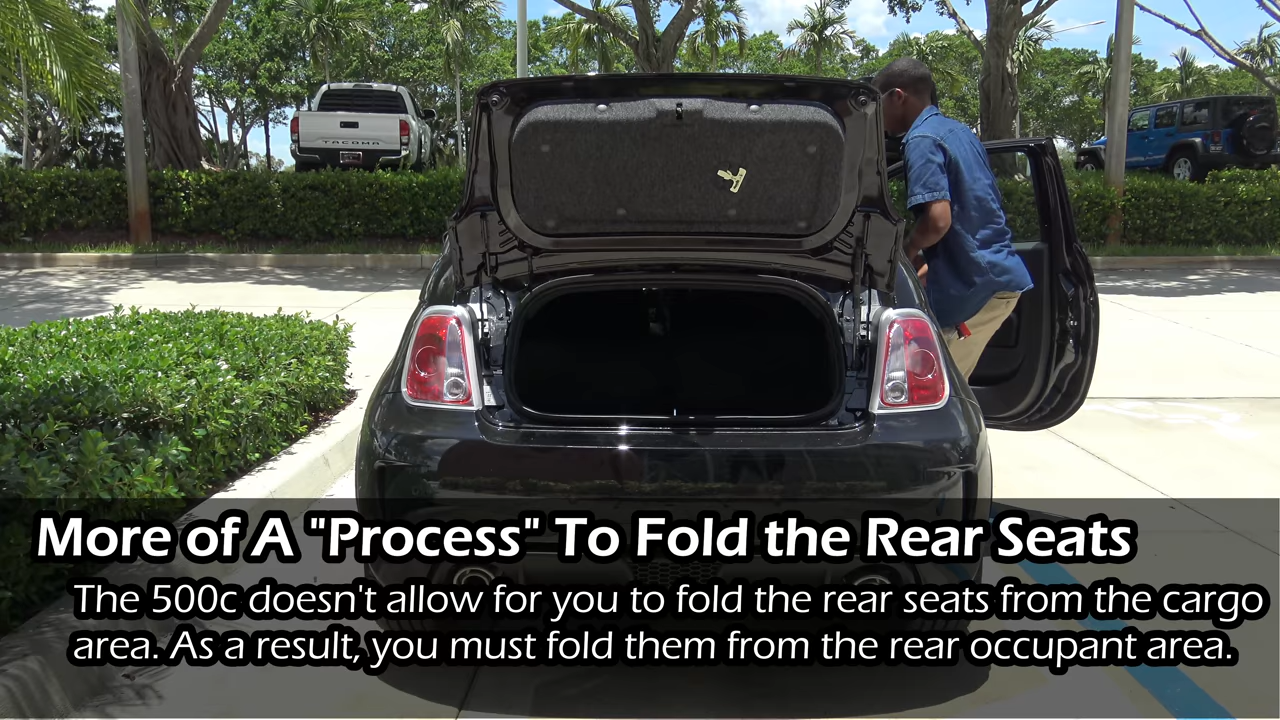 TACOMA
More of A "Process" To Fold the Rear Seats
The 500c doesn't allow for you to fold the rear seats from the cargo
area. As a result, you must fold them from the rear occupant area.